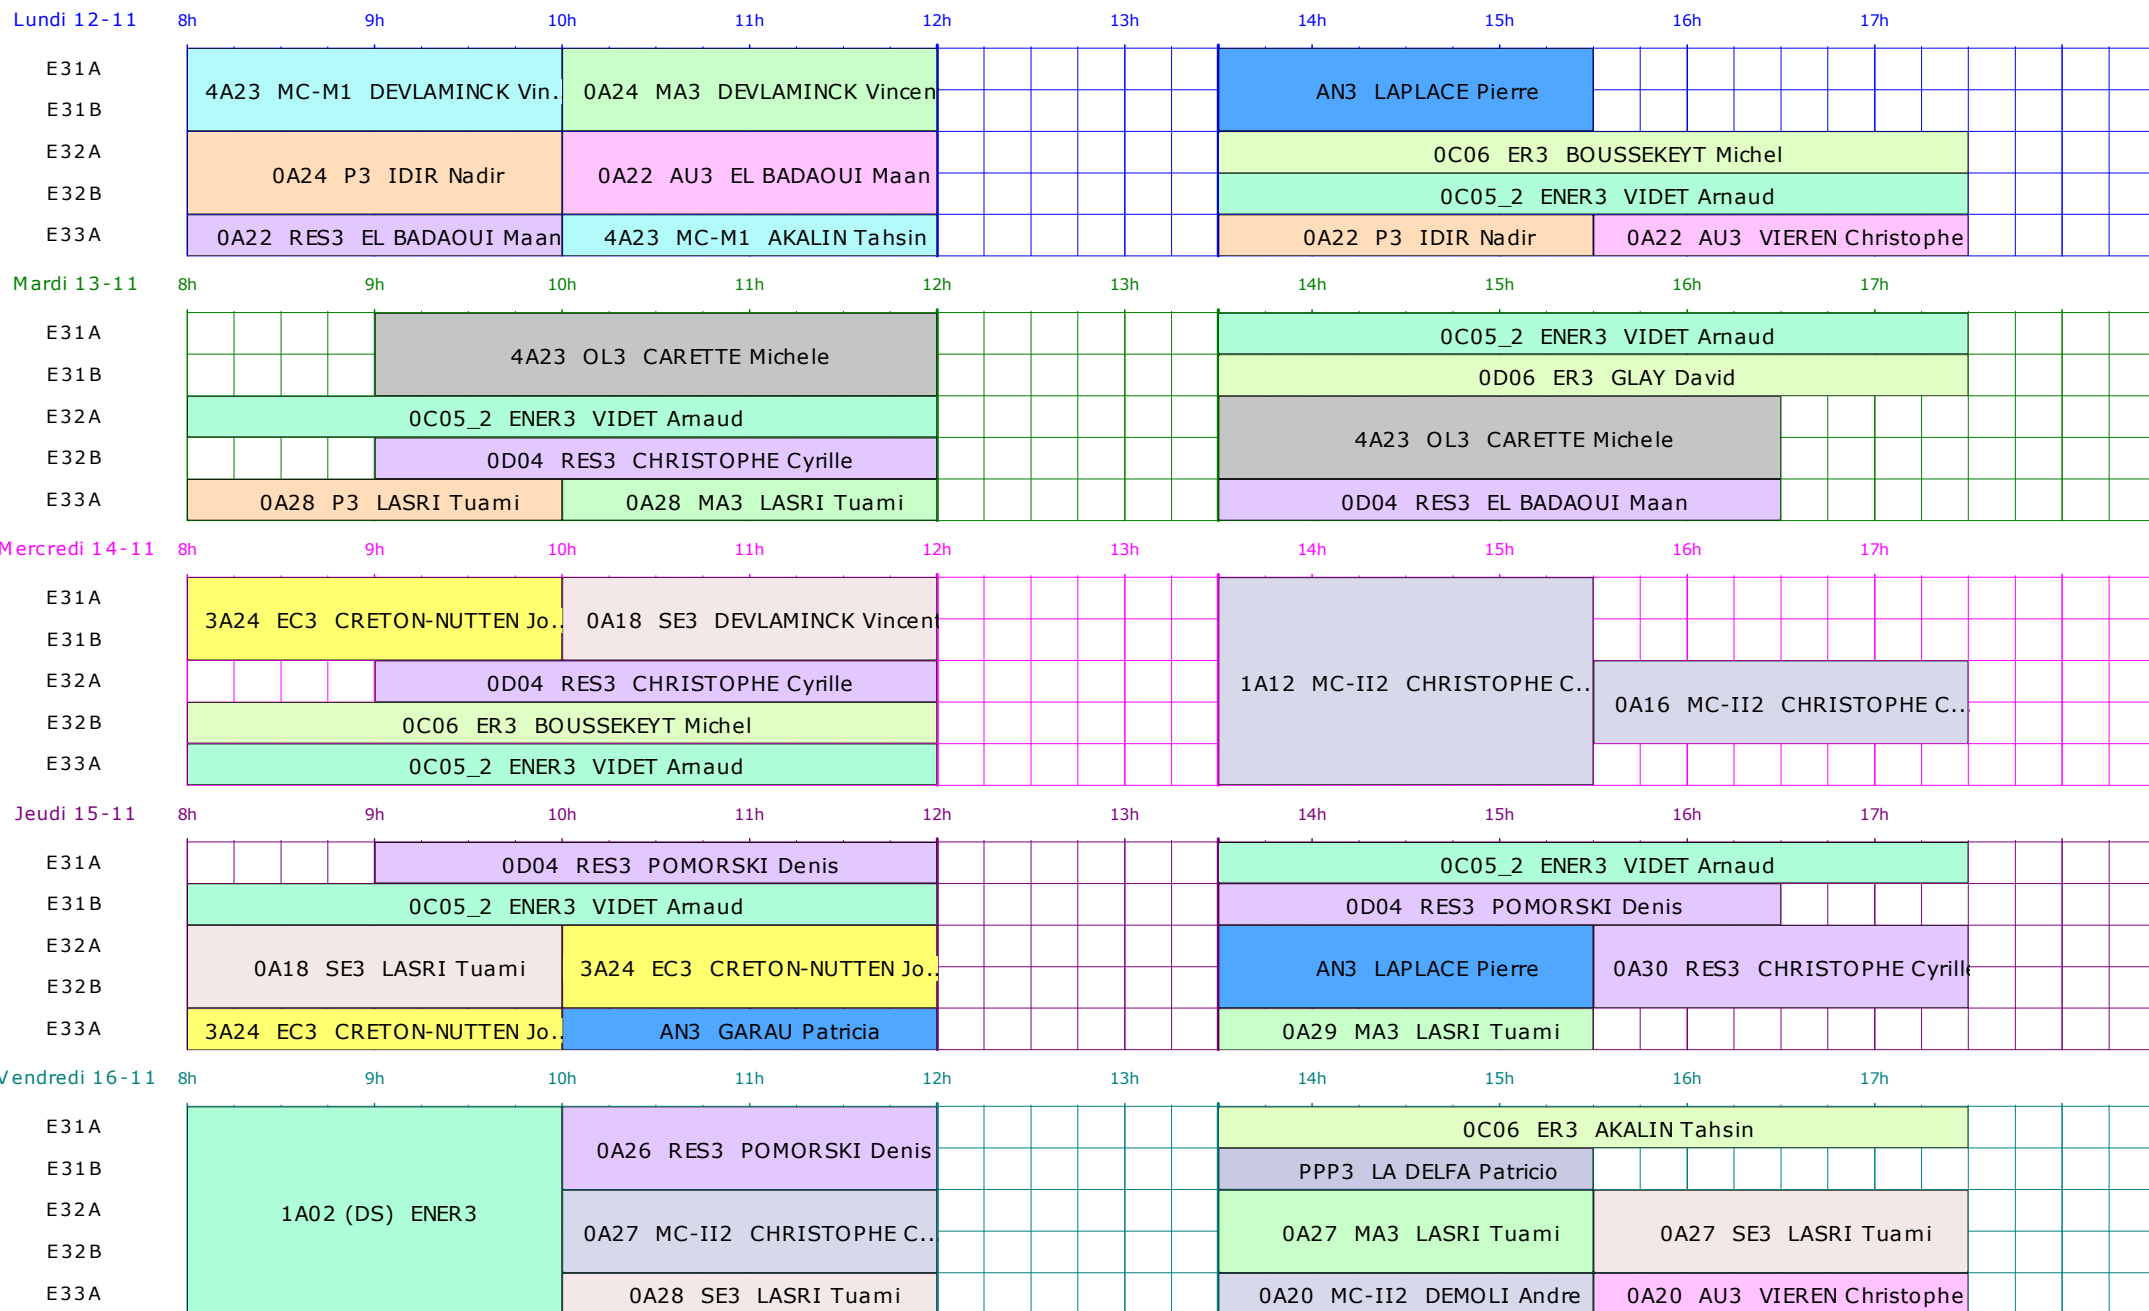 Lundi 12-11 8h 9h 10h 11h 12h 13h 14h 15h 16h 17h
E31A
4A23 MC-M1 DEVLAMINCK Vin.. 0A24 MA3 DEVLAMINCK Vincen AN3 LAPLACE Pierre
E31B
E32A
0C06 ER3 BOUSSEKEYT Michel
0A24 P3 IDIR Nadir 0A22 AU3 EL BADAOUI Maan
E32B
0C05_2 ENER3 VIDET Arnaud
E33A 0A22 RES3 EL BADAOUI Maan 4A23 MC-M1 AKALIN Tahsin 0A22 P3 IDIR Nadir 0A22 AU3 VIEREN Christophe
Mardi 13-11 8h 9h 10h 11h 12h 13h 14h 15h 16h 17h
E31A 0C05_2 ENER3 VIDET Arnaud
4A23 OL3 CARETTE Michele
E31B 0D06 ER3 GLAY David
E32A 0C05_2 ENER3 VIDET Arnaud
4A23 OL3 CARETTE Michele
E32B 0D04 RES3 CHRISTOPHE Cyrille
E33A 0A28 P3 LASRI Tuami 0A28 MA3 LASRI Tuami 0D04 RES3 EL BADAOUI Maan
Mercredi 14-11 8h 9h 10h 11h 12h 13h 14h 15h 16h 17h
E31A
3A24 EC3 CRETON-NUTTEN Jo.. 0A18 SE3 DEVLAMINCK Vincent
E31B
E32A 0D04 RES3 CHRISTOPHE Cyrille 1A12 MC-II2 CHRISTOPHE C..
0A16 MC-II2 CHRISTOPHE C..
E32B 0C06 ER3 BOUSSEKEYT Michel
E33A 0C05_2 ENER3 VIDET Arnaud
Jeudi 15-11 8h 9h 10h 11h 12h 13h 14h 15h 16h 17h
E31A 0D04 RES3 POMORSKI Denis 0C05_2 ENER3 VIDET Arnaud
E31B 0C05_2 ENER3 VIDET Arnaud 0D04 RES3 POMORSKI Denis
E32A
0A18 SE3 LASRI Tuami 3A24 EC3 CRETON-NUTTEN Jo.. AN3 LAPLACE Pierre 0A30 RES3 CHRISTOPHE Cyrille
E32B
E33A 3A24 EC3 CRETON-NUTTEN Jo.. AN3 GARAU Patricia 0A29 MA3 LASRI Tuami
Vendredi 16-11 8h 9h 10h 11h 12h 13h 14h 15h 16h 17h
E31A 0C06 ER3 AKALIN Tahsin
0A26 RES3 POMORSKI Denis
E31B PPP3 LA DELFA Patricio
E32A
1A02 (DS) ENER3
0A27 MC-II2 CHRISTOPHE C.. 0A27 MA3 LASRI Tuami 0A27 SE3 LASRI Tuami
E32B
E33A 0A28 SE3 LASRI Tuami 0A20 MC-II2 DEMOLI Andre 0A20 AU3 VIEREN Christophe